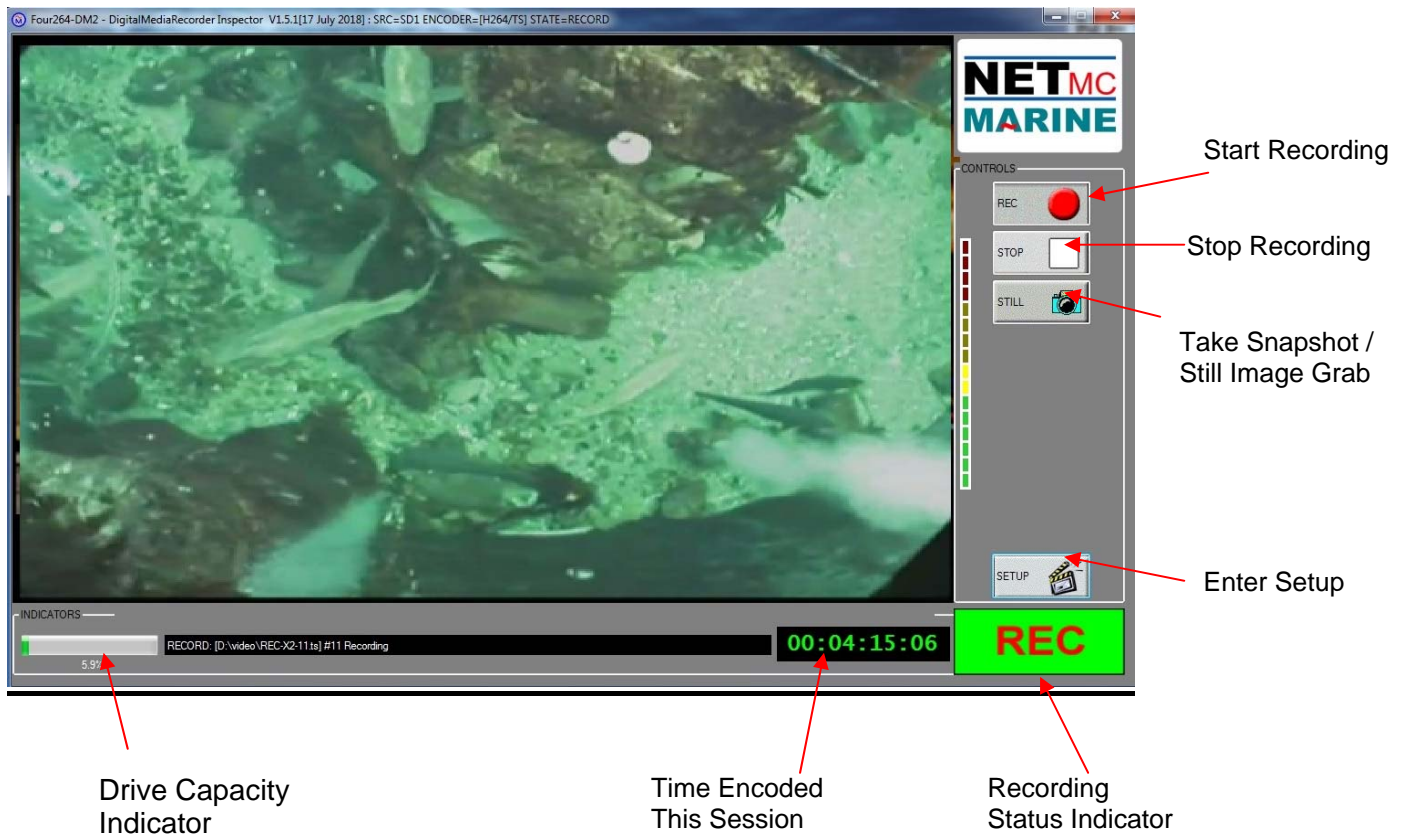 Four264-DM2 - DigitalMediaRecorder Inspector V1.5.1[17 July 2018] : SRC=SD1 ENCODER=[H264/TS] STATE=RECORD
NETMC
MARINE
CONTROLS
REC
STOP
STILL
SETUP
Start Recording
Stop Recording
Take Snapshot /
Still Image Grab
Enter Setup
INDICATORS
RECORD: [D:\video\REC-X2-11.ts] #11 Recording
00:04:15:06
REC
5.9%
Drive Capacity
Indicator
Time Encoded
This Session
Recording
Status Indicator